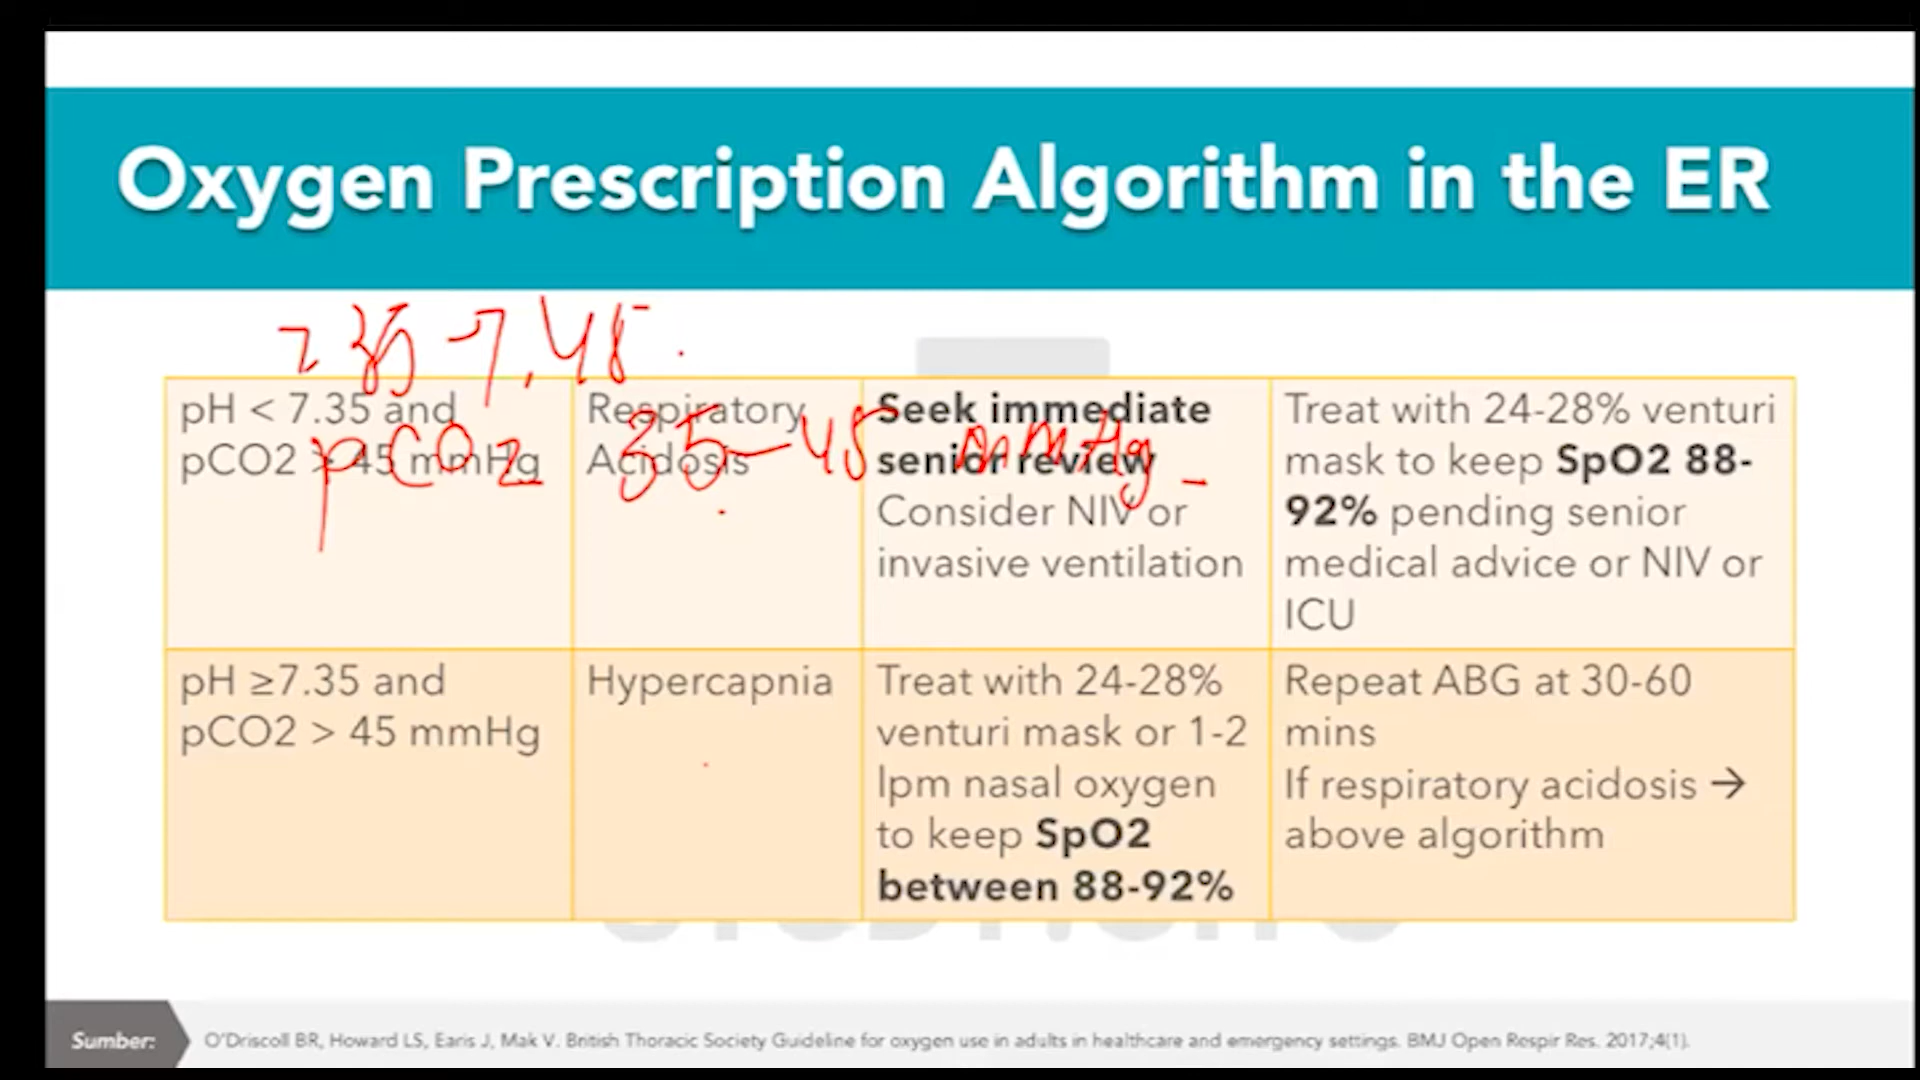 Oxygen Prescription Algorithm in the ER
7.35 - 7,45
pH < 7.35 and
pCO2 > 45 mmHg
Respiratory
Acidosis
Seek immediate
senior review
Consider NIV or
invasive ventilation
Treat with 24-28% venturi
mask to keep SpO2 88-
92% pending senior
medical advice or NIV or
ICU
pCO2 35-45 mmHg
pH ≥7.35 and
pCO2 > 45 mmHg
Hypercapnia
Treat with 24-28%
venturi mask or 1-2
lpm nasal oxygen
to keep SpO2
between 88-92%
Repeat ABG at 30-60
mins
If respiratory acidosis →
above algorithm
Sumber:
O'Driscoll BR, Howard LS, Earis J, Mak V. British Thoracic Society Guideline for oxygen use in adults in healthcare and emergency settings. BMJ Open Respir Res. 2017;4(1).